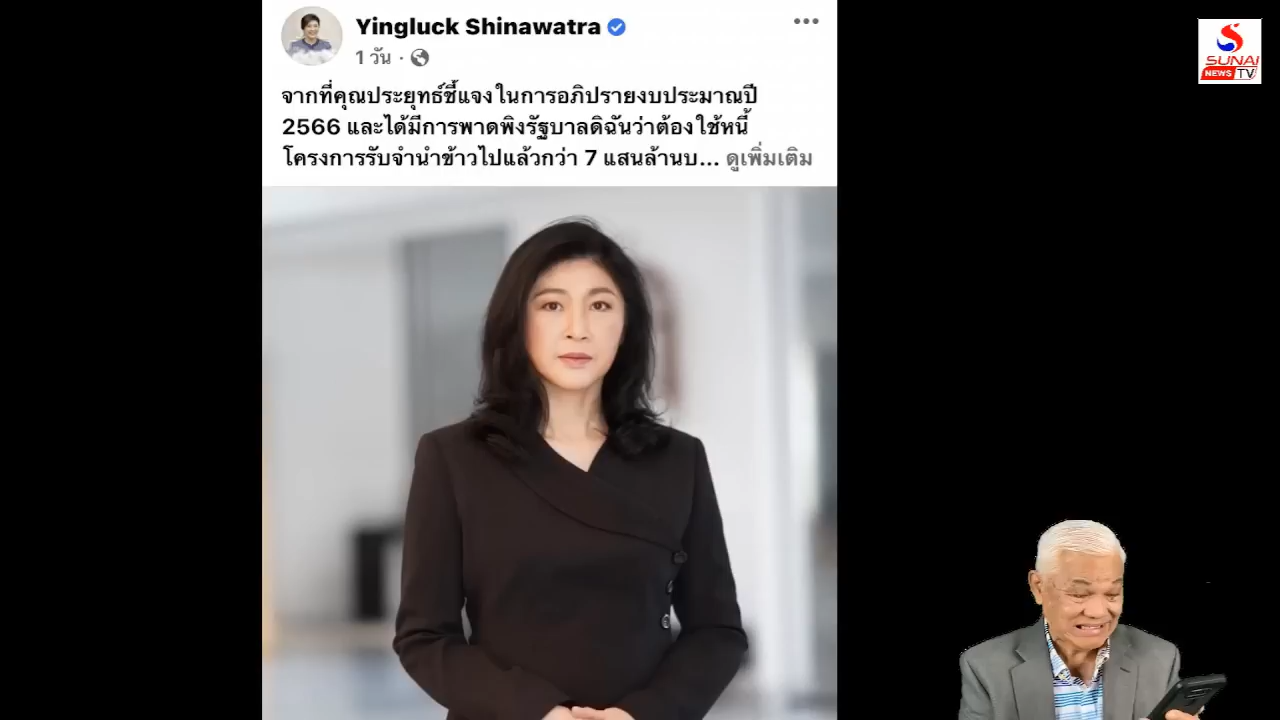 Yingluck Shinawatra
1 วัน ·
จากที่คุณประยุทธ์ชี้แจงในการอภิปรายงบประมาณปี
2566 และได้มีการพาดพิงรัฐบาลดิฉันว่าต้องใช้หนี้
โครงการรับจำนำข้าวไปแล้วกว่า 7 แสนล้านบ... ดูเพิ่มเติม
SUNAI
NEWS TV